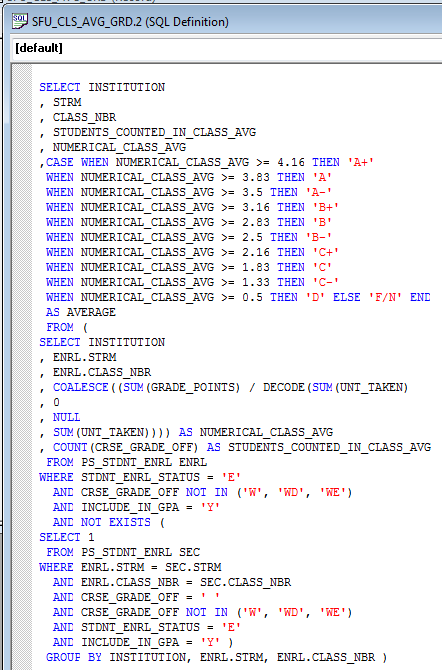 SFU_CLS_AVG_GRD.2 (SQL Definition)
[default]
SELECT INSTITUTION
, STRM
, CLASS_NBR
, STUDENTS_COUNTED_IN_CLASS_AVG
, NUMERICAL_CLASS_AVG
,CASE WHEN NUMERICAL_CLASS_AVG >= 4.16 THEN 'A+'
WHEN NUMERICAL_CLASS_AVG >= 3.83 THEN 'A'
WHEN NUMERICAL_CLASS_AVG >= 3.5 THEN 'A-'
WHEN NUMERICAL_CLASS_AVG >= 3.16 THEN 'B+'
WHEN NUMERICAL_CLASS_AVG >= 2.83 THEN 'B'
WHEN NUMERICAL_CLASS_AVG >= 2.5 THEN 'B-'
WHEN NUMERICAL_CLASS_AVG >= 2.16 THEN 'C+'
WHEN NUMERICAL_CLASS_AVG >= 1.83 THEN 'C'
WHEN NUMERICAL_CLASS_AVG >= 1.33 THEN 'C-'
WHEN NUMERICAL_CLASS_AVG >= 0.5 THEN 'D' ELSE 'F/N' END
AS AVERAGE
FROM (
SELECT INSTITUTION
, ENRL.STRM
, ENRL.CLASS_NBR
, COALESCE((SUM(GRADE_POINTS) / DECODE(SUM(UNT_TAKEN)
, 0
, NULL
, SUM(UNT_TAKEN)))) AS NUMERICAL_CLASS_AVG
, COUNT(CRSE_GRADE_OFF) AS STUDENTS_COUNTED_IN_CLASS_AVG
FROM PS_STDNT_ENRL ENRL
WHERE STDNT_ENRL_STATUS = 'E'
AND CRSE_GRADE_OFF NOT IN ('W', 'WD', 'WE')
AND INCLUDE_IN_GPA = 'Y'
AND NOT EXISTS (
SELECT 1
FROM PS_STDNT_ENRL SEC
WHERE ENRL.STRM = SEC.STRM
AND ENRL.CLASS_NBR = SEC.CLASS_NBR
AND CRSE_GRADE_OFF = ' '
AND CRSE_GRADE_OFF NOT IN ('W', 'WD', 'WE')
AND STDNT_ENRL_STATUS = 'E'
AND INCLUDE_IN_GPA = 'Y' )
GROUP BY INSTITUTION, ENRL.STRM, ENRL.CLASS_NBR )